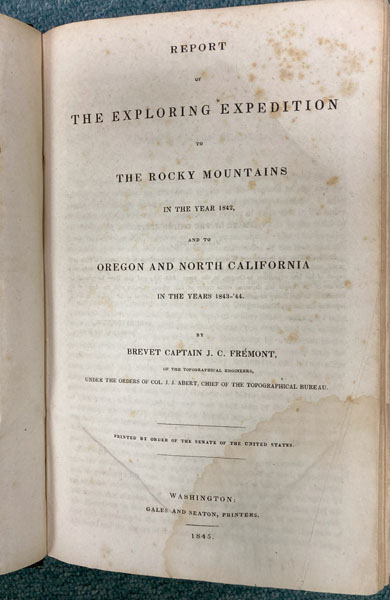 REPORT
OF
THE EXPLORING EXPEDITION
TO
THE ROCKY MOUNTAINS
IN THE YEAR 1842,
AND TO
OREGON AND NORTH CALIFORNIA
IN THE YEARS 1843-'44.
BY
BREVET CAPTAIN J. C. FRÉMONT,
OF THE TOPOGRAPHICAL ENGINEERS,
UNDER THE ORDERS OF COL. J. J. ABERT, CHIEF OF THE TOPOGRAPHICAL BUREAU.
PRINTED BY ORDER OF THE SENATE OF THE UNITED STATES.
WASHINGTON:
GALES AND SEATON, PRINTERS.
1845.